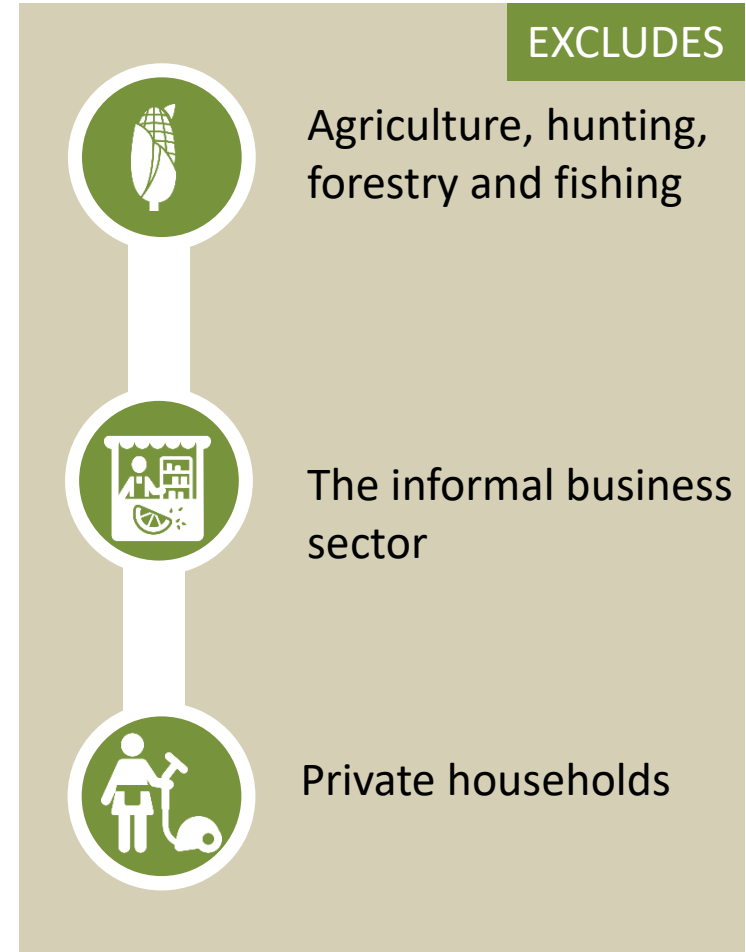 EXCLUDES
Agriculture, hunting,
forestry and fishing
The informal business
sector
Private households